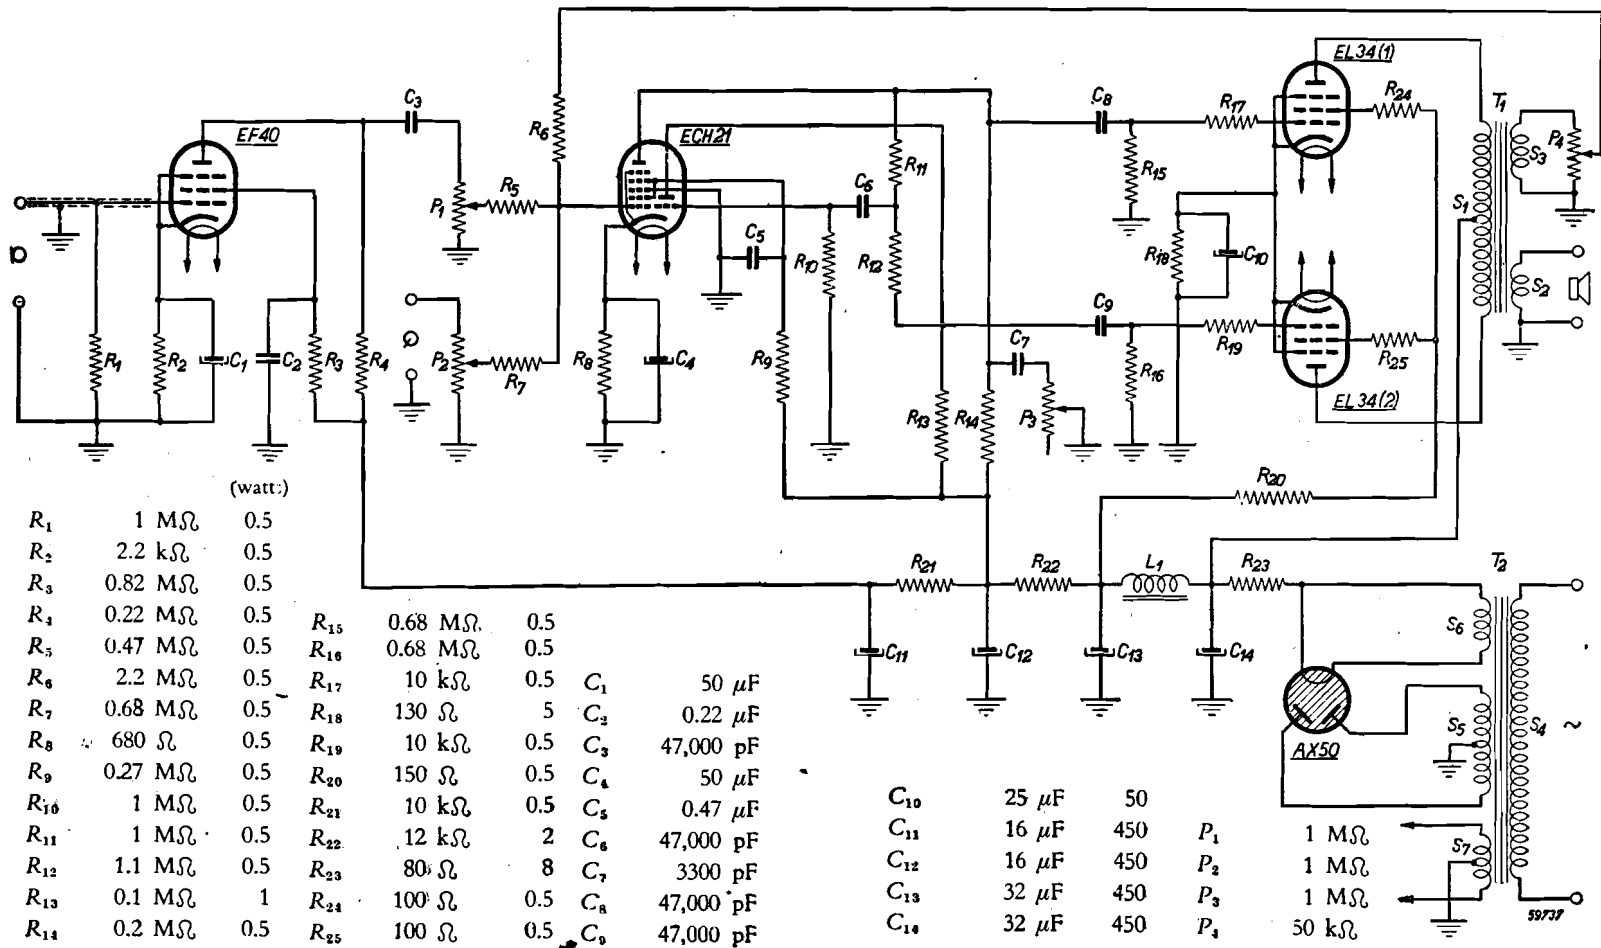 EF40
C3
R6
ECH21
P1
R5
R11
C6
C5
R10
R12
C8
R17
EL34(1)
R24
T1
R15
S3
P4
S1
R18
C10
S2
C9
R19
R25
R16
EL34(2)
R1
R2
C1
C2
R3
R4
P2
R7
R8
C4
R9
C7
R13
R14
P3
R20
R21
R22
L1
R23
T2
C11
C12
C13
C14
S6
S5
S4
~
AX50
S7
59737
(watt:)
R1 1 MΩ 0.5
R2 2.2 kΩ 0.5
R3 0.82 MΩ 0.5
R4 0.22 MΩ 0.5
R5 0.47 MΩ 0.5
R6 2.2 MΩ 0.5
R7 0.68 MΩ 0.5
R8 680 Ω 0.5
R9 0.27 MΩ 0.5
R10 1 MΩ 0.5
R11 1 MΩ 0.5
R12 1.1 MΩ 0.5
R13 0.1 MΩ 1
R14 0.2 MΩ 0.5
R15 0.68 MΩ 0.5
R16 0.68 MΩ 0.5
R17 10 kΩ 0.5
R18 130 Ω 5
R19 10 kΩ 0.5
R20 150 Ω 0.5
R21 10 kΩ 0.5
R22 12 kΩ 2
R23 80 Ω 8
R24 100 Ω 0.5
R25 100 Ω 0.5
C1 50 μF
C2 0.22 μF
C3 47,000 pF
C4 50 μF
C5 0.47 μF
C6 47,000 pF
C7 3300 pF
C8 47,000 pF
C9 47,000 pF
C10 25 μF 50
C11 16 μF 450
C12 16 μF 450
C13 32 μF 450
C14 32 μF 450
P1 1 MΩ
P2 1 MΩ
P3 1 MΩ
P4 50 kΩ